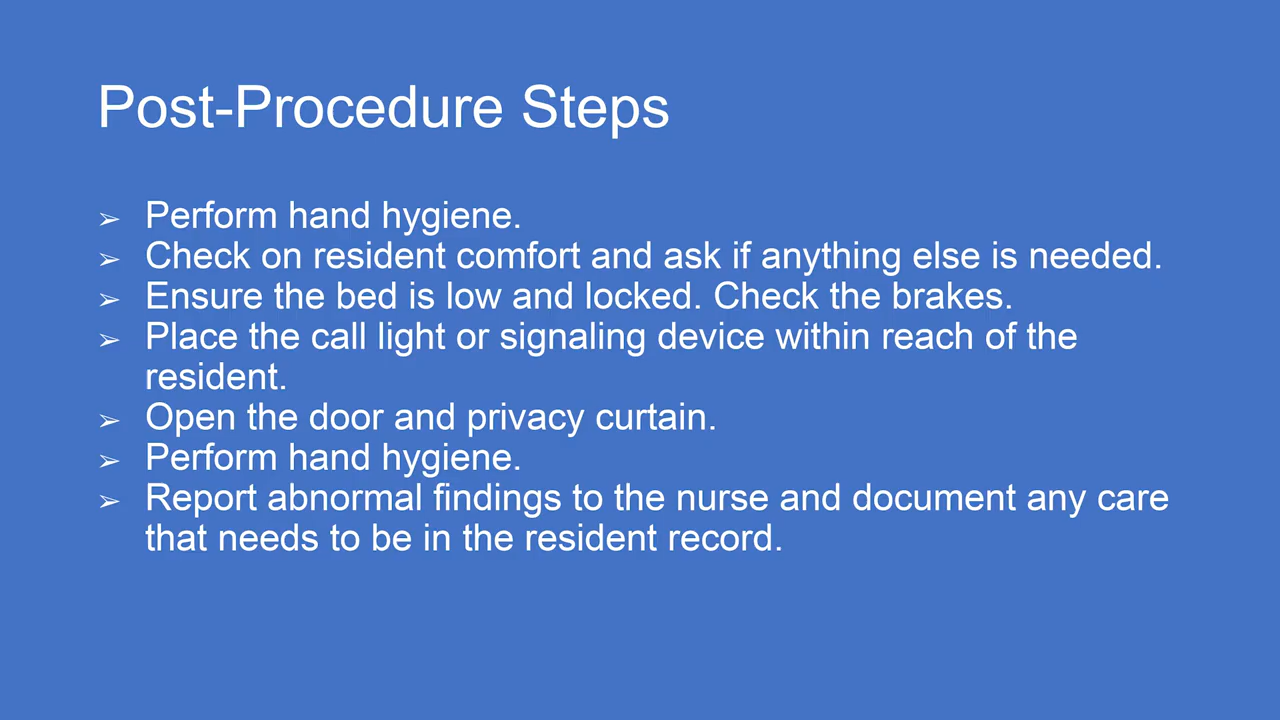 Post-Procedure Steps
➢ Perform hand hygiene.
➢ Check on resident comfort and ask if anything else is needed.
➢ Ensure the bed is low and locked. Check the brakes.
➢ Place the call light or signaling device within reach of the
resident.
➢ Open the door and privacy curtain.
➢ Perform hand hygiene.
➢ Report abnormal findings to the nurse and document any care
that needs to be in the resident record.